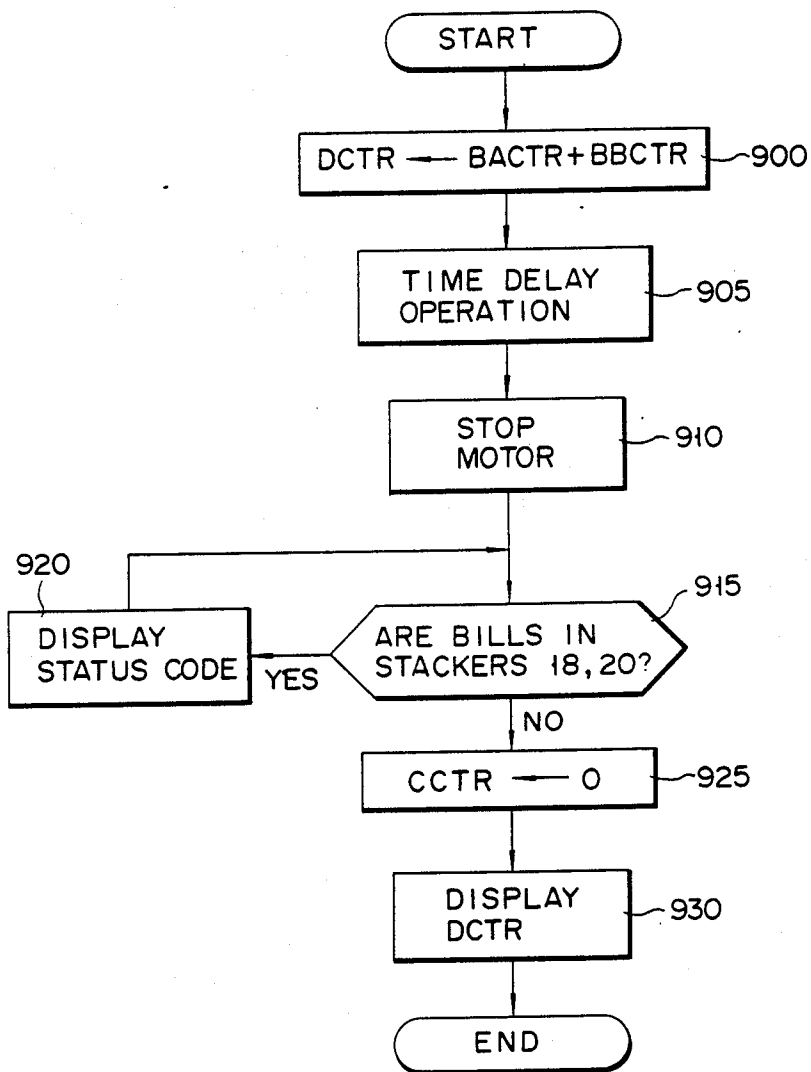 START
DCTR ← BACTR+BBCTR
900
TIME DELAY
OPERATION
905
STOP
MOTOR
910
920
DISPLAY
STATUS CODE
YES
915
ARE BILLS IN
STACKERS 18,20?
NO
CCTR ← 0
925
DISPLAY
DCTR
930
END